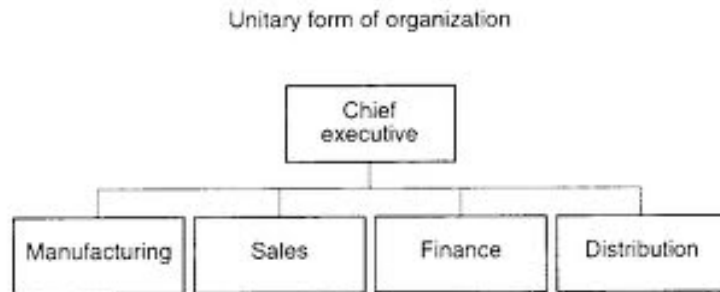 Unitary form of organization
Chief
executive
Manufacturing
Sales
Finance
Distribution